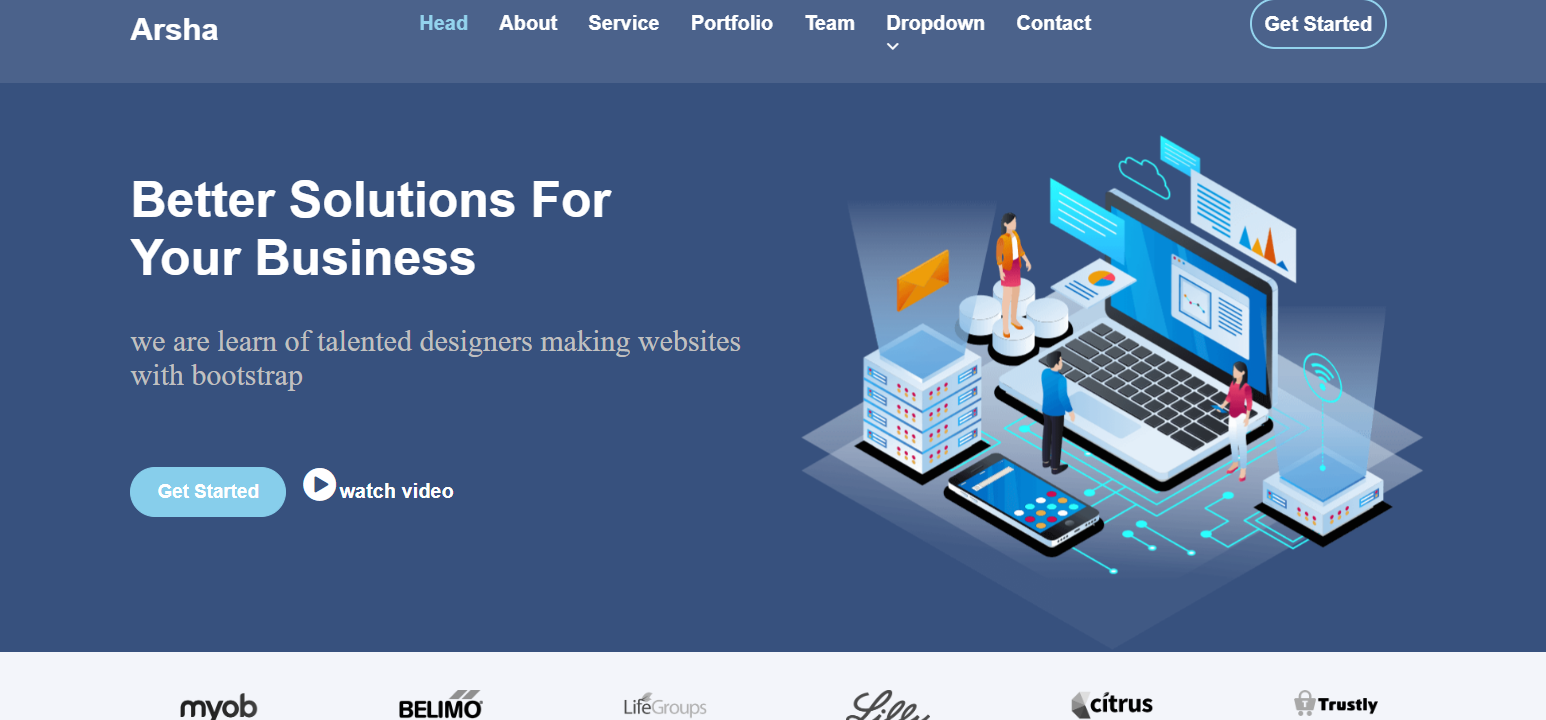 Arsha
Head About Service Portfolio Team Dropdown Contact
Get Started
Better Solutions For
Your Business
we are learn of talented designers making websites
with bootstrap
Get Started watch video
myob BELIMO LifeGroups Lilly citrus Trustly